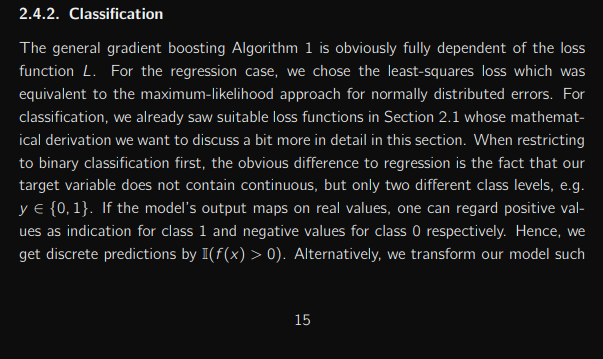 2.4.2. Classification
The general gradient boosting Algorithm 1 is obviously fully dependent of the loss
function L. For the regression case, we chose the least-squares loss which was
equivalent to the maximum-likelihood approach for normally distributed errors. For
classification, we already saw suitable loss functions in Section 2.1 whose mathemat-
ical derivation we want to discuss a bit more in detail in this section. When restricting
to binary classification first, the obvious difference to regression is the fact that our
target variable does not contain continuous, but only two different class levels, e.g.
y ∈ {0, 1}. If the model's output maps on real values, one can regard positive val-
ues as indication for class 1 and negative values for class 0 respectively. Hence, we
get discrete predictions by 𝕀(f(x) > 0). Alternatively, we transform our model such
15